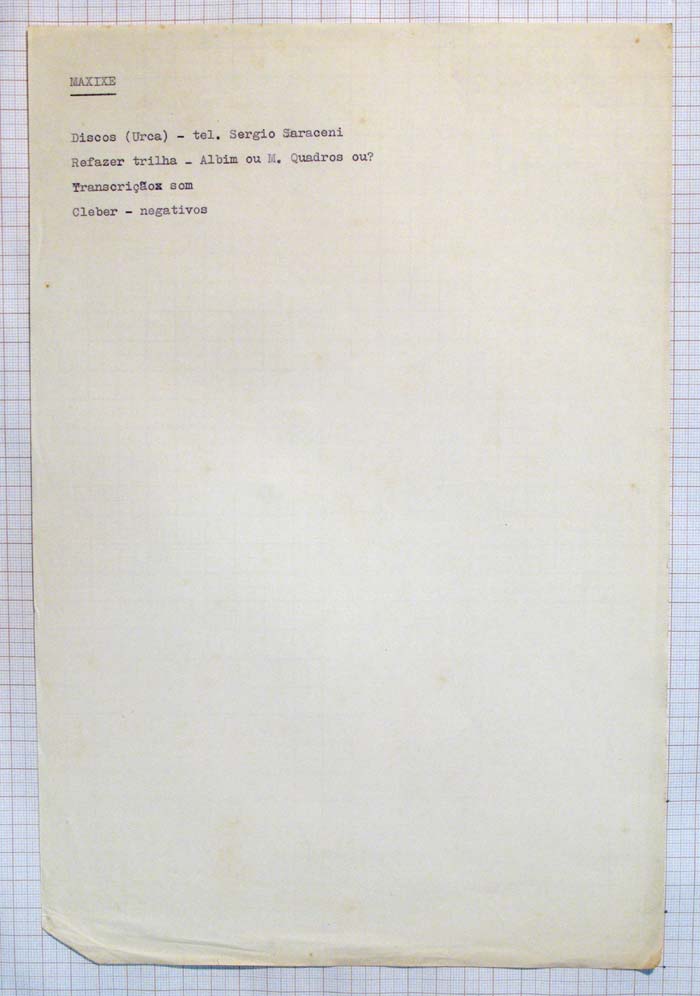 MAXIXE
Discos (Urca) - tel. Sergio Saraceni
Refazer trilha - Albim ou M. Quadros ou?
Transcriçãox som
Cleber - negativos